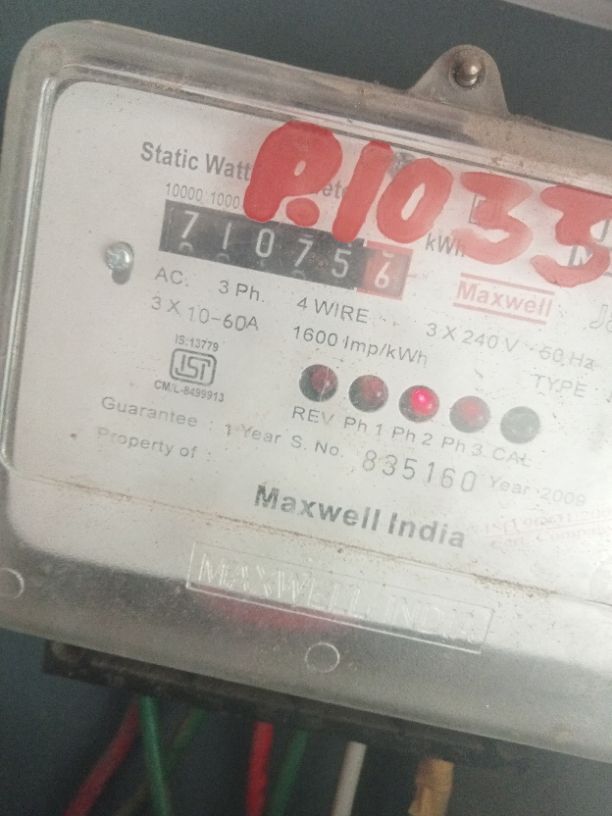 P.1033
Static Watt
10000 1000
710756 kWh
Maxwell
AC. 3 Ph. 4 WIRE 3 X 240 V 50 Hz
3 X 10-60A 1600 Imp/kWh TYPE
IS:13779
ISI
CM/L-8499913
REV Ph 1 Ph 2 Ph 3 CAL
Guarantee : 1 Year S. No. 835160 Year 2009
Property of :
Maxwell India
MAXWELL INDIA